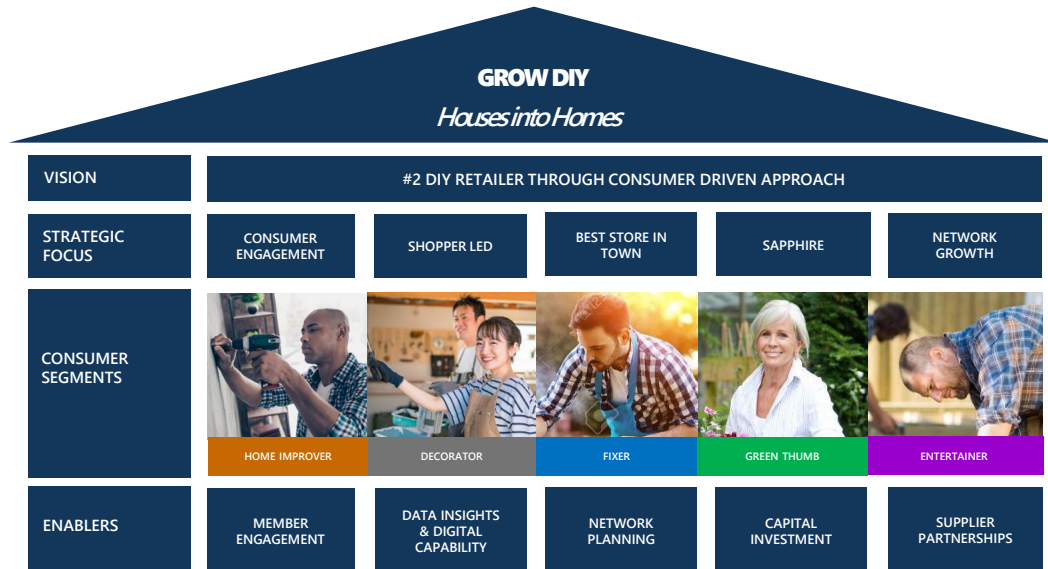 GROW DIY
Houses into Homes
VISION
#2 DIY RETAILER THROUGH CONSUMER DRIVEN APPROACH
STRATEGIC
FOCUS
CONSUMER
ENGAGEMENT
SHOPPER LED
BEST STORE IN
TOWN
SAPPHIRE
NETWORK
GROWTH
CONSUMER
SEGMENTS
HOME IMPROVER
DECORATOR
FIXER
GREEN THUMB
ENTERTAINER
ENABLERS
MEMBER
ENGAGEMENT
DATA INSIGHTS
& DIGITAL
CAPABILITY
NETWORK
PLANNING
CAPITAL
INVESTMENT
SUPPLIER
PARTNERSHIPS